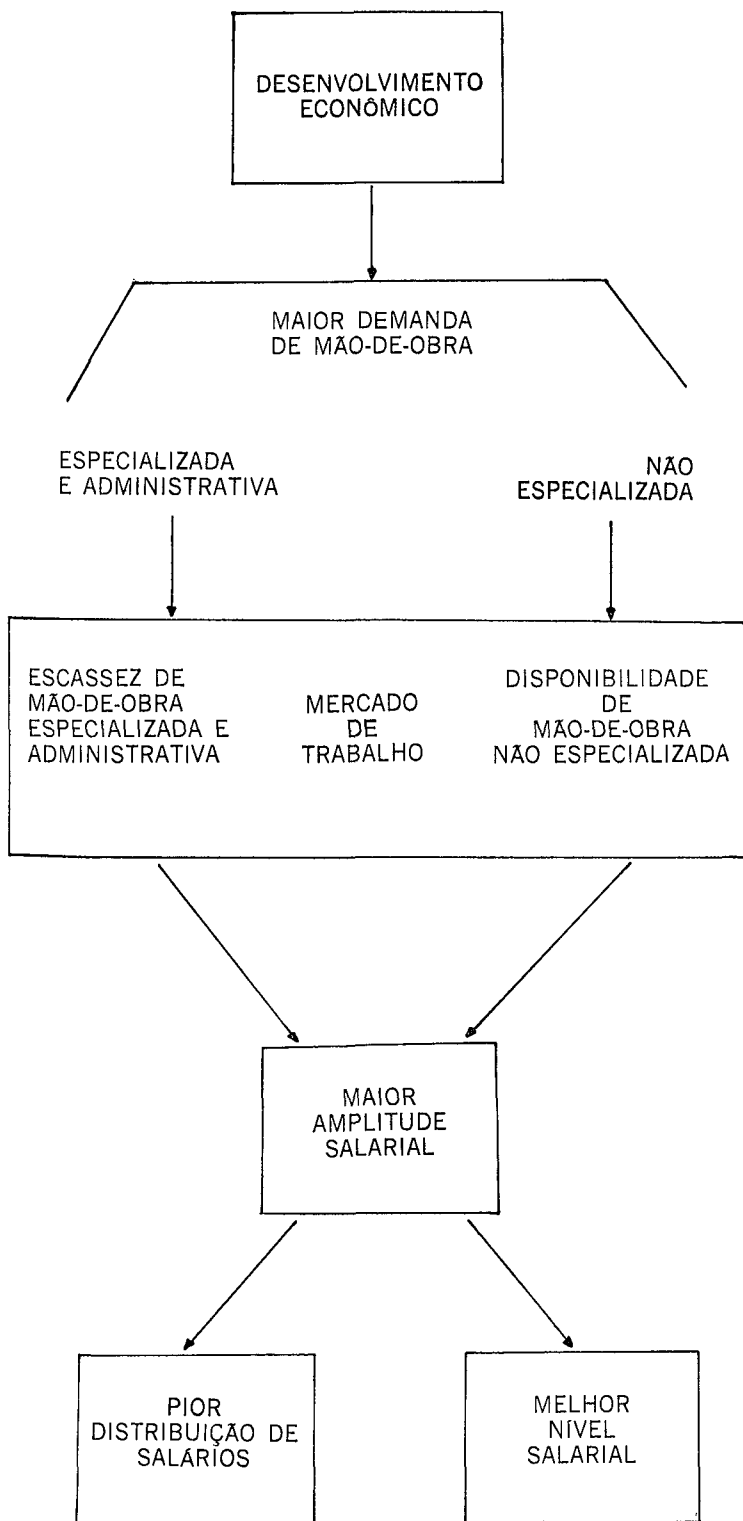 DESENVOLVIMENTO
ECONÔMICO
MAIOR DEMANDA
DE MÃO-DE-OBRA
ESPECIALIZADA
E ADMINISTRATIVA
NÃO
ESPECIALIZADA
ESCASSEZ DE
MÃO-DE-OBRA
ESPECIALIZADA E
ADMINISTRATIVA
MERCADO
DE
TRABALHO
DISPONIBILIDADE
DE
MÃO-DE-OBRA
NÃO ESPECIALIZADA
MAIOR
AMPLITUDE
SALARIAL
PIOR
DISTRIBUIÇÃO DE
SALÁRIOS
MELHOR
NÍVEL
SALARIAL